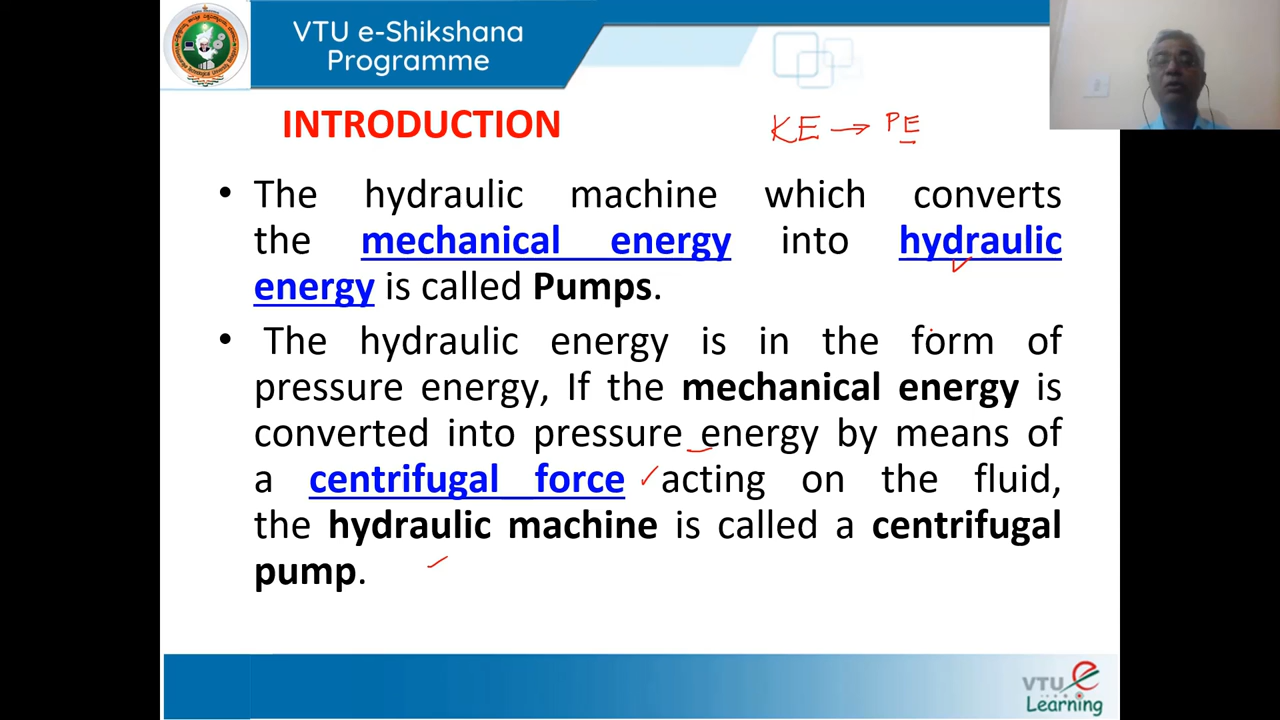 VTU e-Shikshana
Programme
INTRODUCTION
KE → PE
• The hydraulic machine which converts
the mechanical energy into hydraulic
energy is called Pumps.
• The hydraulic energy is in the form of
pressure energy, If the mechanical energy is
converted into pressure energy by means of
a centrifugal force acting on the fluid,
the hydraulic machine is called a centrifugal
pump.
VTU e
Learning